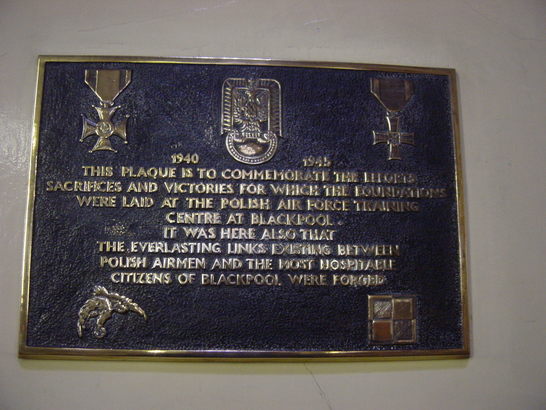 1940 1945
THIS PLAQUE IS TO COMMEMORATE THE EFFORTS
SACRIFICES AND VICTORIES FOR WHICH THE FOUNDATIONS
WERE LAID AT THE POLISH AIR FORCE TRAINING
CENTRE AT BLACKPOOL
IT WAS HERE ALSO THAT
THE EVERLASTING LINKS EXISTING BETWEEN
POLISH AIRMEN AND THE MOST HOSPITABLE
CITIZENS OF BLACKPOOL WERE FORGED